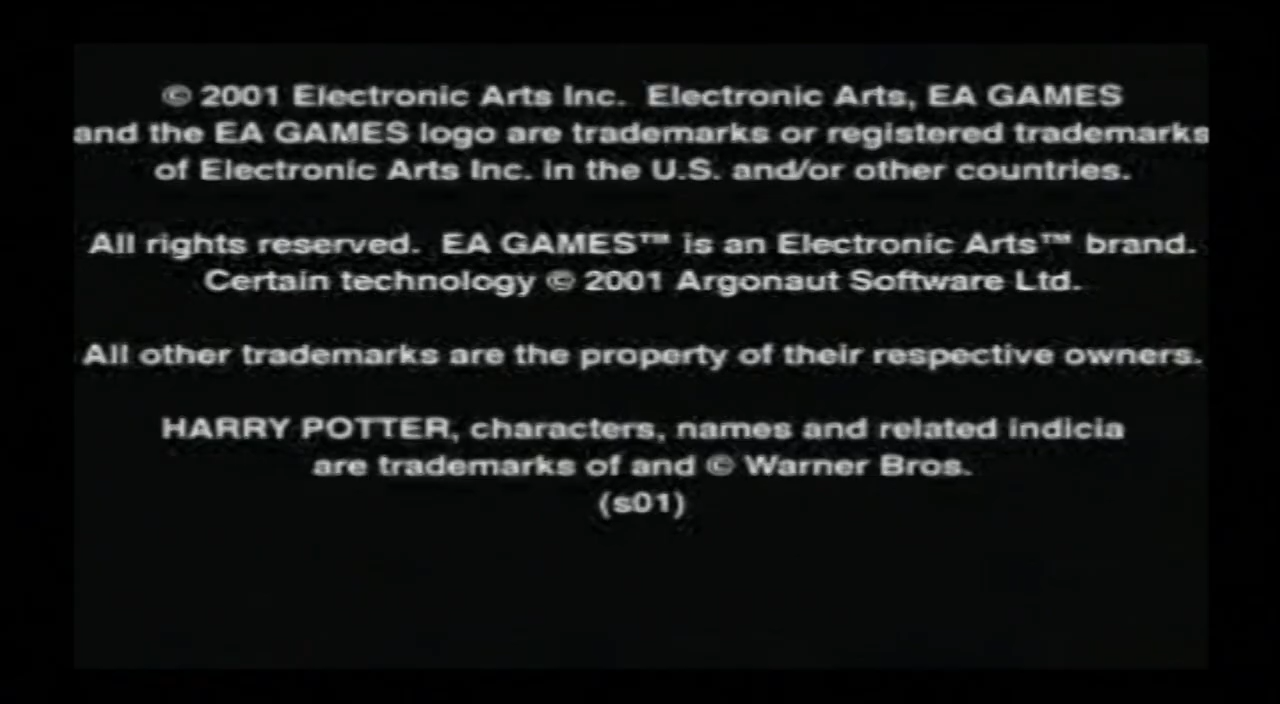 © 2001 Electronic Arts Inc.  Electronic Arts, EA GAMES
and the EA GAMES logo are trademarks or registered trademarks
of Electronic Arts Inc. in the U.S. and/or other countries.
All rights reserved.  EA GAMES™ is an Electronic Arts™ brand.
Certain technology © 2001 Argonaut Software Ltd.
All other trademarks are the property of their respective owners.
HARRY POTTER, characters, names and related indicia
are trademarks of and © Warner Bros.
(s01)